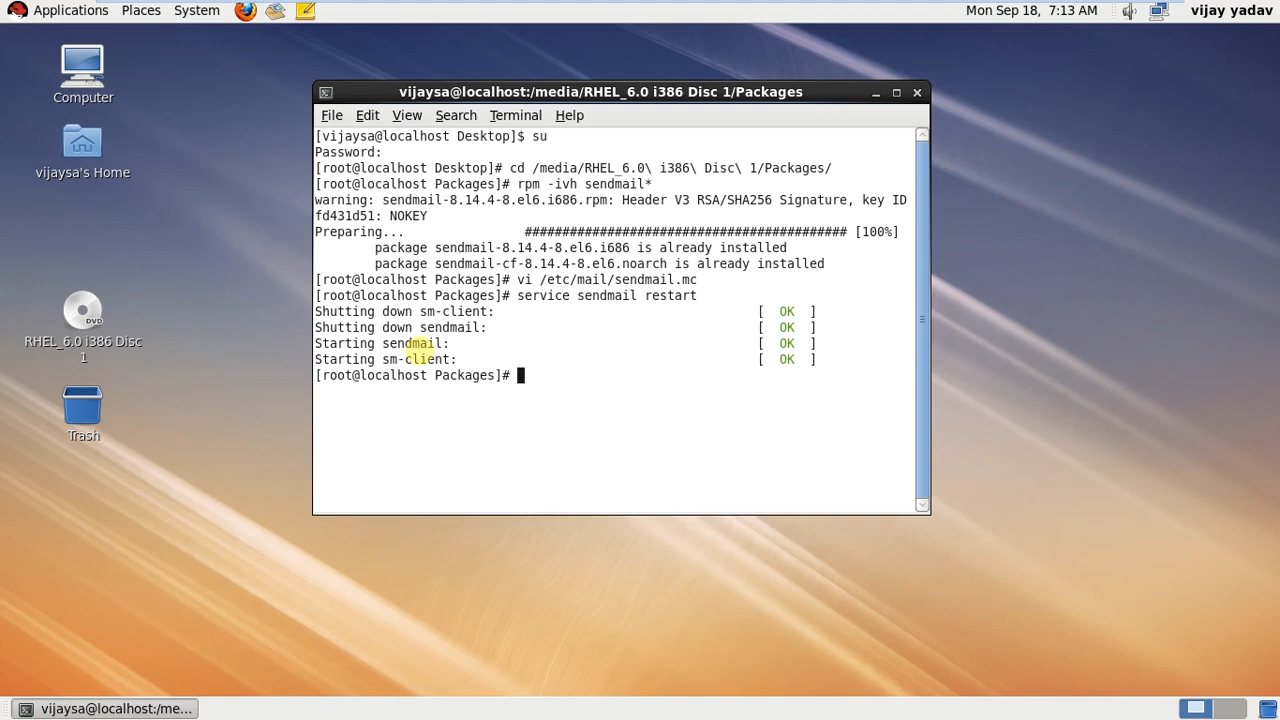 Applications Places System
Mon Sep 18, 7:13 AM vijay yadav
Computer
vijaysa's Home
RHEL_6.0 i386 Disc
1
Trash
vijaysa@localhost:/media/RHEL_6.0 i386 Disc 1/Packages
File Edit View Search Terminal Help
[vijaysa@localhost Desktop]$ su
Password:
[root@localhost Desktop]# cd /media/RHEL_6.0\ i386\ Disc\ 1/Packages/
[root@localhost Packages]# rpm -ivh sendmail*
warning: sendmail-8.14.4-8.el6.i686.rpm: Header V3 RSA/SHA256 Signature, key ID
fd431d51: NOKEY
Preparing... ########################################### [100%]
package sendmail-8.14.4-8.el6.i686 is already installed
package sendmail-cf-8.14.4-8.el6.noarch is already installed
[root@localhost Packages]# vi /etc/mail/sendmail.mc
[root@localhost Packages]# service sendmail restart
Shutting down sm-client: [ OK ]
Shutting down sendmail: [ OK ]
Starting sendmail: [ OK ]
Starting sm-client: [ OK ]
[root@localhost Packages]#
vijaysa@localhost:/me...
DVD